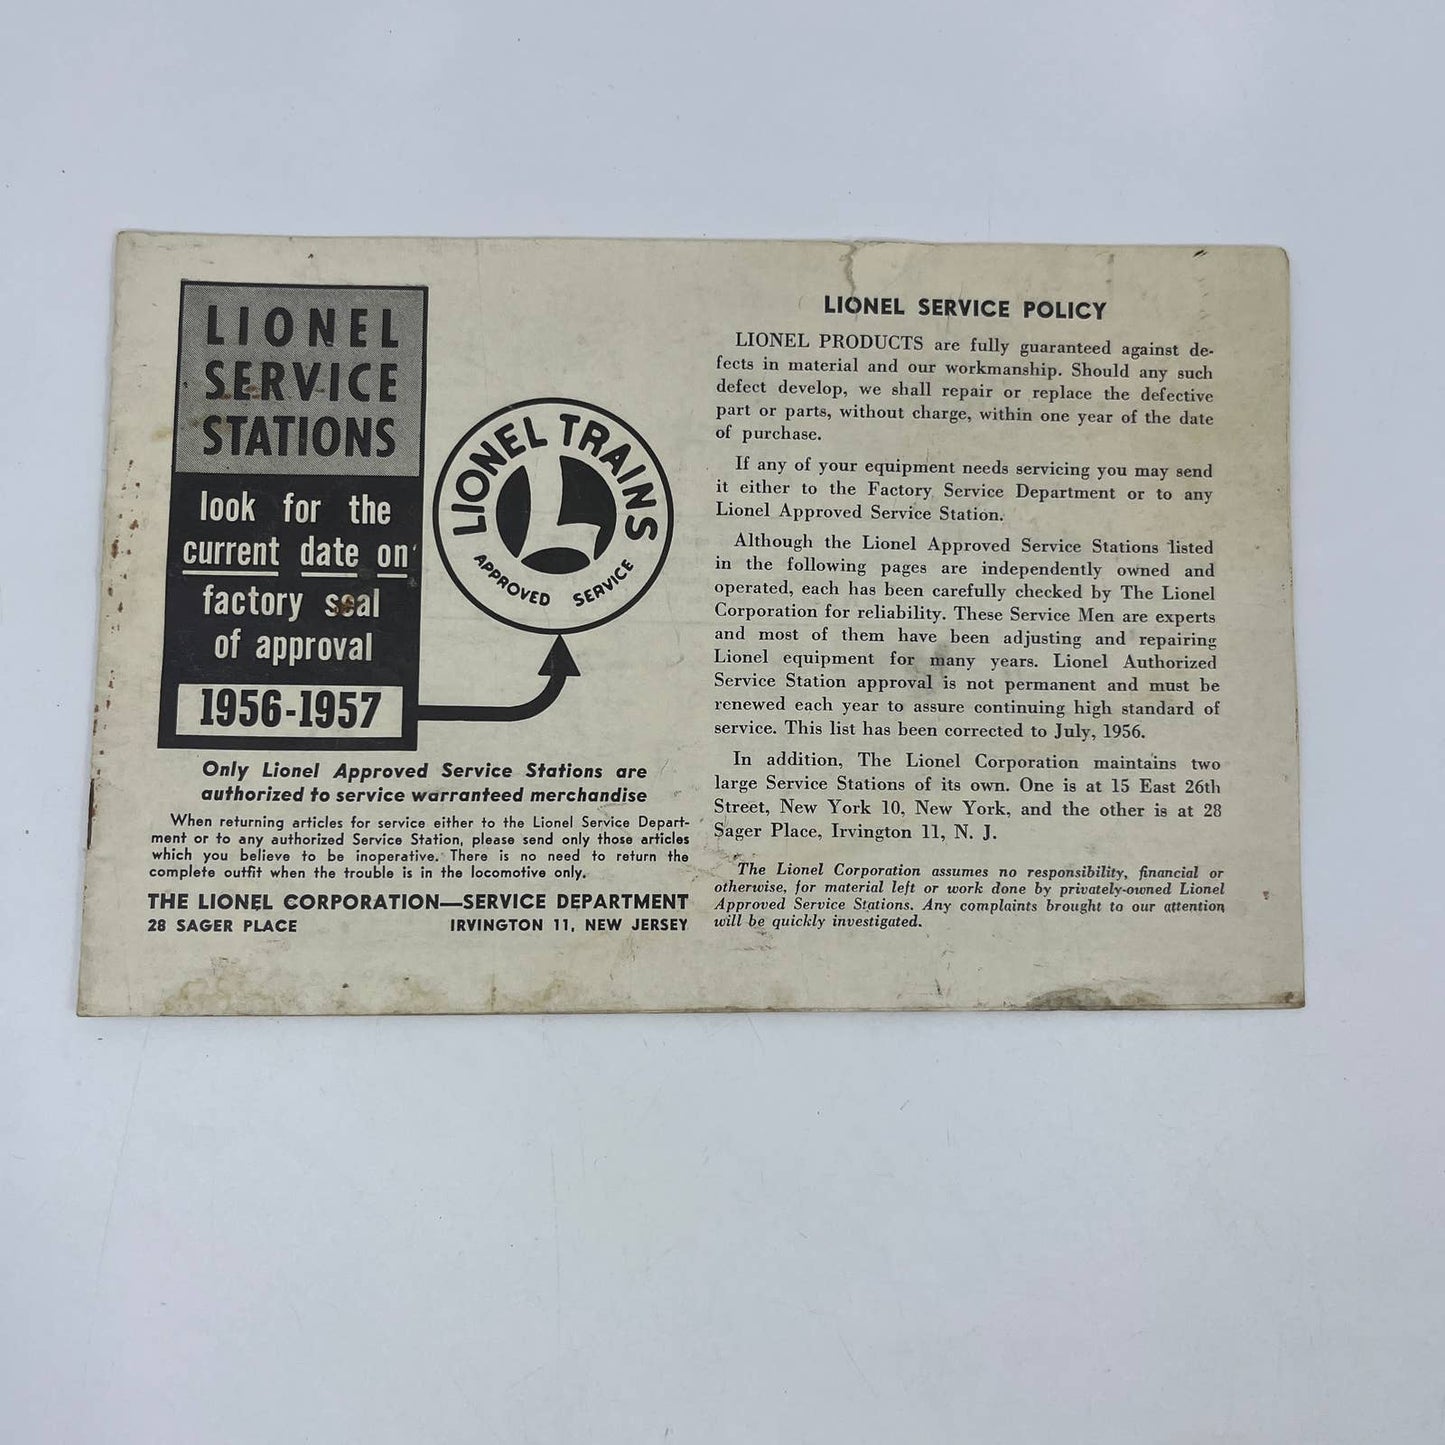 LIONEL
SERVICE
STATIONS
look for the
current date on
factory seal
of approval
1956-1957
LIONEL TRAINS
L
APPROVED SERVICE
Only Lionel Approved Service Stations are
authorized to service warranteed merchandise
When returning articles for service either to the Lionel Service Depart-
ment or to any authorized Service Station, please send only those articles
which you believe to be inoperative. There is no need to return the
complete outfit when the trouble is in the locomotive only.
THE LIONEL CORPORATION—SERVICE DEPARTMENT
28 SAGER PLACE IRVINGTON 11, NEW JERSEY
LIONEL SERVICE POLICY
LIONEL PRODUCTS are fully guaranteed against de-
fects in material and our workmanship. Should any such
defect develop, we shall repair or replace the defective
part or parts, without charge, within one year of the date
of purchase.
If any of your equipment needs servicing you may send
it either to the Factory Service Department or to any
Lionel Approved Service Station.
Although the Lionel Approved Service Stations listed
in the following pages are independently owned and
operated, each has been carefully checked by The Lionel
Corporation for reliability. These Service Men are experts
and most of them have been adjusting and repairing
Lionel equipment for many years. Lionel Authorized
Service Station approval is not permanent and must be
renewed each year to assure continuing high standard of
service. This list has been corrected to July, 1956.
In addition, The Lionel Corporation maintains two
large Service Stations of its own. One is at 15 East 26th
Street, New York 10, New York, and the other is at 28
Sager Place, Irvington 11, N. J.
The Lionel Corporation assumes no responsibility, financial or
otherwise, for material left or work done by privately-owned Lionel
Approved Service Stations. Any complaints brought to our attention
will be quickly investigated.